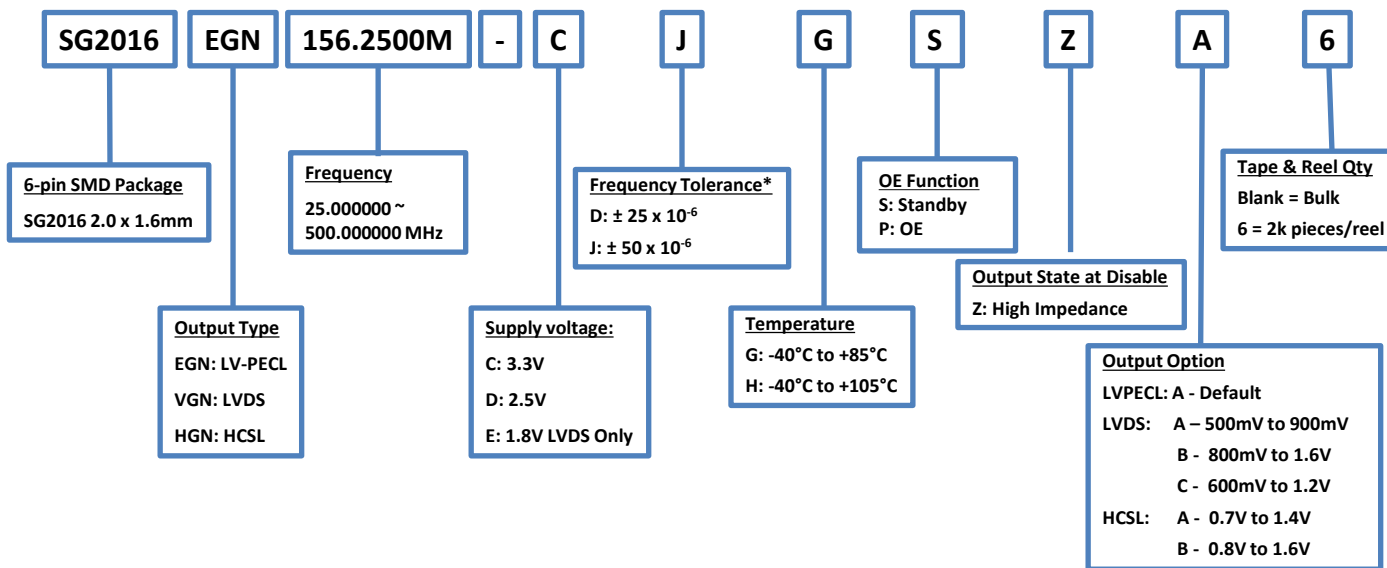 SG2016 EGN 156.2500M - C J G S Z A 6
6-pin SMD Package
SG2016 2.0 x 1.6mm
Output Type
EGN: LV-PECL
VGN: LVDS
HGN: HCSL
Frequency
25.000000 ~
500.000000 MHz
Supply voltage:
C: 3.3V
D: 2.5V
E: 1.8V LVDS Only
Frequency Tolerance*
D: ± 25 x 10⁻⁶
J: ± 50 x 10⁻⁶
Temperature
G: -40°C to +85°C
H: -40°C to +105°C
OE Function
S: Standby
P: OE
Output State at Disable
Z: High Impedance
Output Option
LVPECL: A - Default
LVDS: A – 500mV to 900mV
B - 800mV to 1.6V
C - 600mV to 1.2V
HCSL: A - 0.7V to 1.4V
B - 0.8V to 1.6V
Tape & Reel Qty
Blank = Bulk
6 = 2k pieces/reel